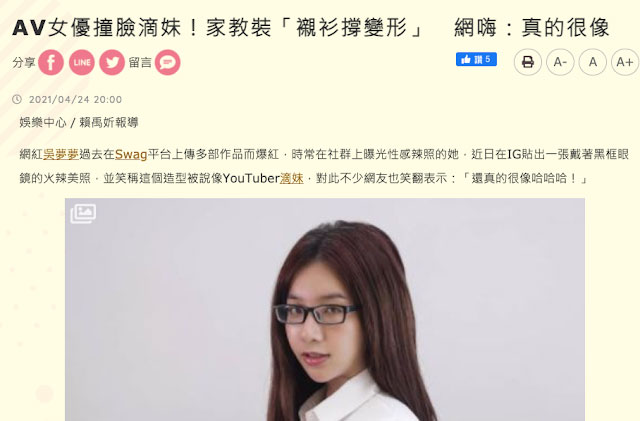 AV女優撞臉滴妹！家教裝「襯衫撐變形」 網嗨：真的很像
分享 LINE 留言 讚 5 A- A A+
2021/04/24 20:00
娛樂中心 / 賴禹妡報導
網紅吳夢夢過去在Swag平台上傳多部作品而爆紅，時常在社群上曝光性感辣照的她，近日在IG貼出一張戴著黑框眼
鏡的火辣美照，並笑稱這個造型被說像YouTuber滴妹，對此不少網友也笑翻表示：「還真的很像哈哈哈！」